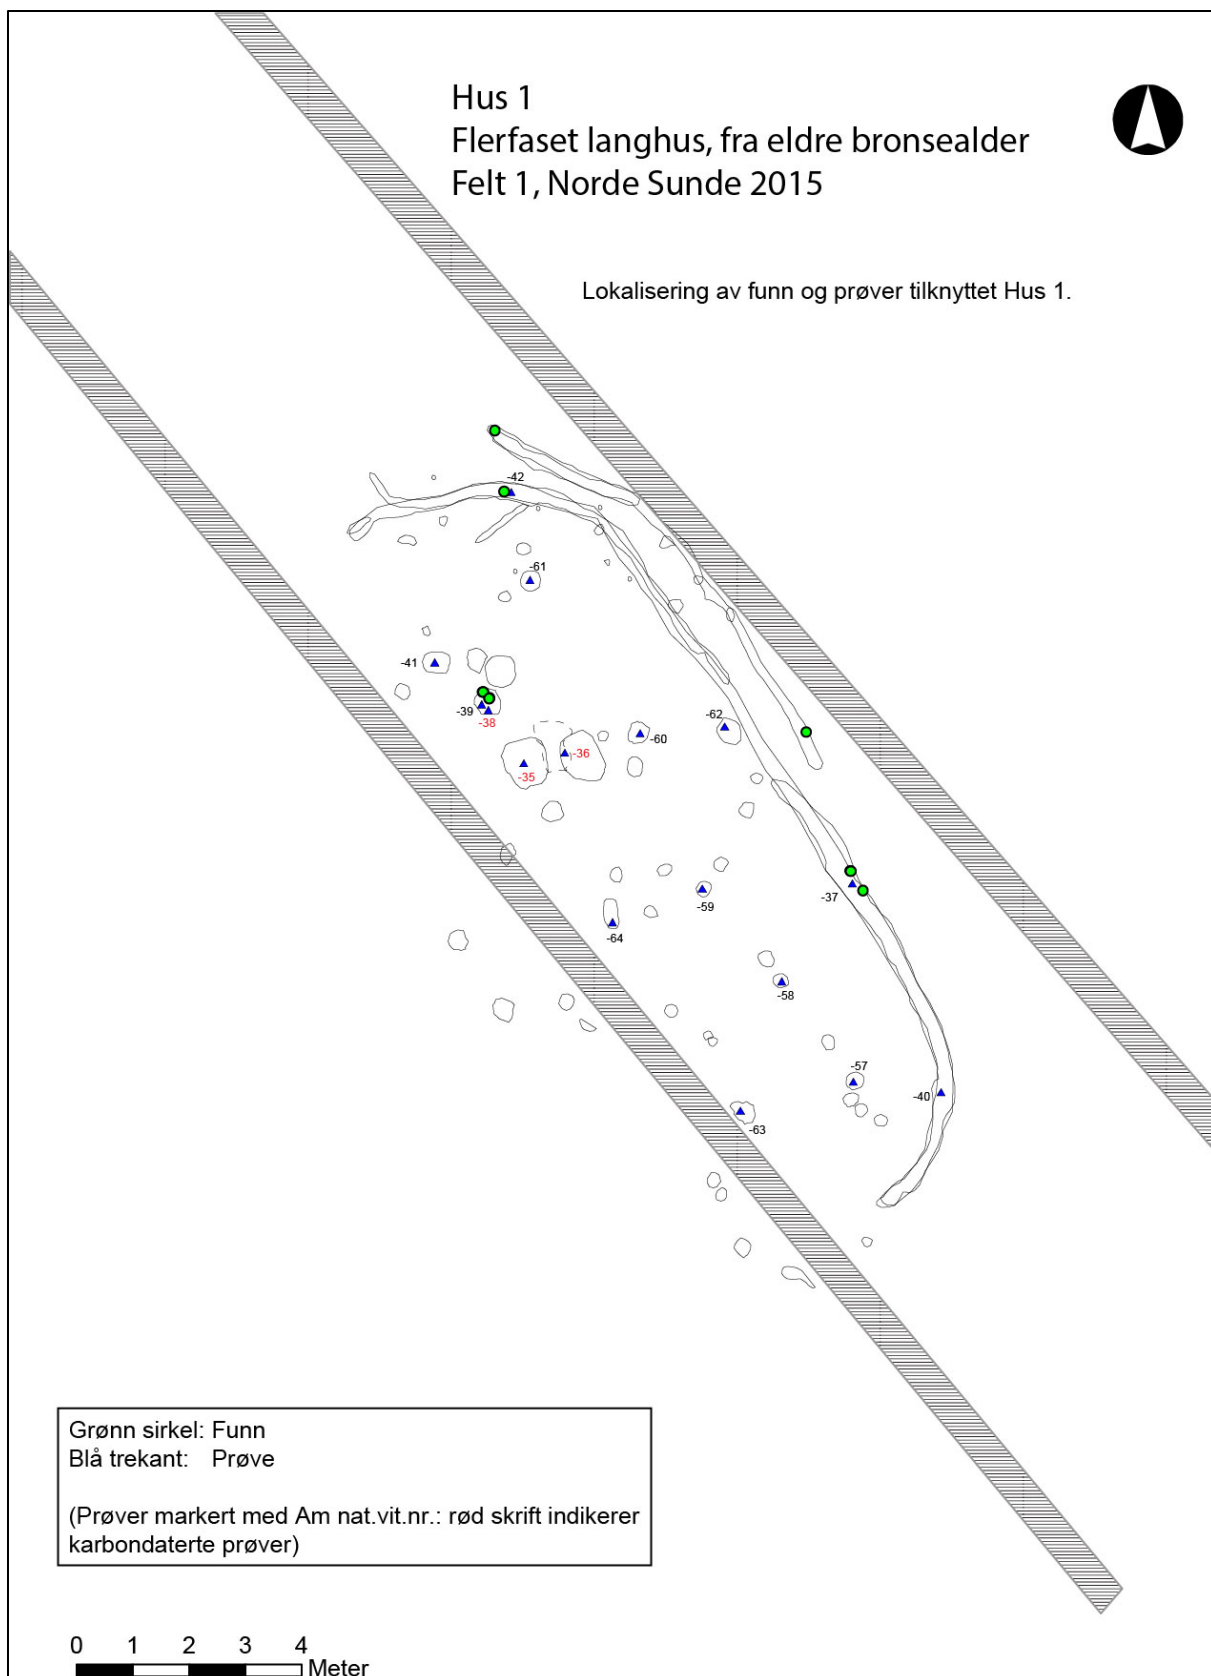 Hus 1
Flerfaset langhus, fra eldre bronsealder
Felt 1, Norde Sunde 2015
Lokalisering av funn og prøver tilknyttet Hus 1.
-42
-61
-41
-39
-38
-62
-60
-36
-35
-37
-59
-64
-58
-57
-40
-63
Grønn sirkel: Funn
Blå trekant: Prøve
(Prøver markert med Am nat.vit.nr.: rød skrift indikerer
karbondaterte prøver)
0 1 2 3 4
Meter